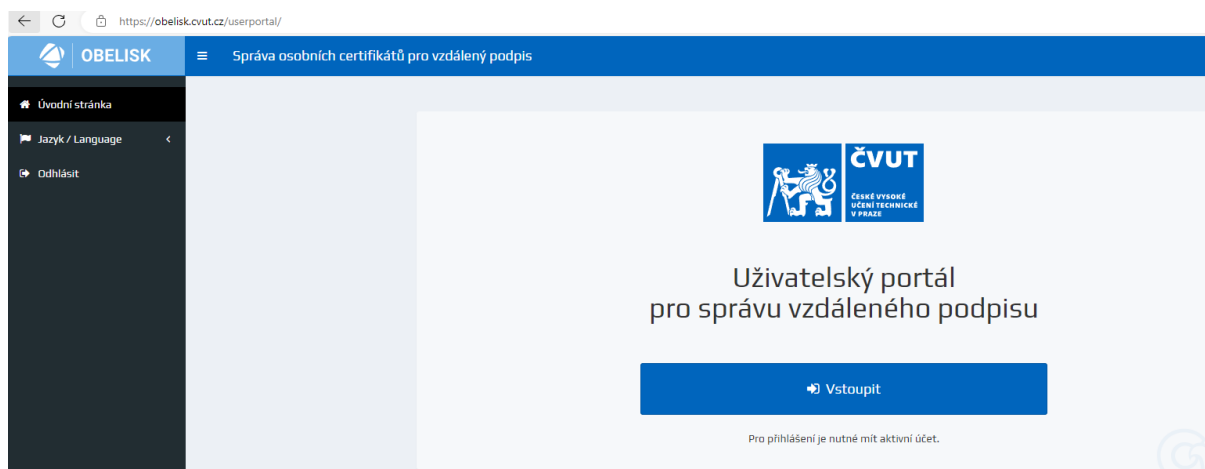 https://obelisk.cvut.cz/userportal/
OBELISK
Správa osobních certifikátů pro vzdálený podpis
Úvodní stránka
Jazyk / Language
Odhlásit
ČVUT
ČESKÉ VYSOKÉ
UČENÍ TECHNICKÉ
V PRAZE
Uživatelský portál
pro správu vzdáleného podpisu
Vstoupit
Pro přihlášení je nutné mít aktivní účet.